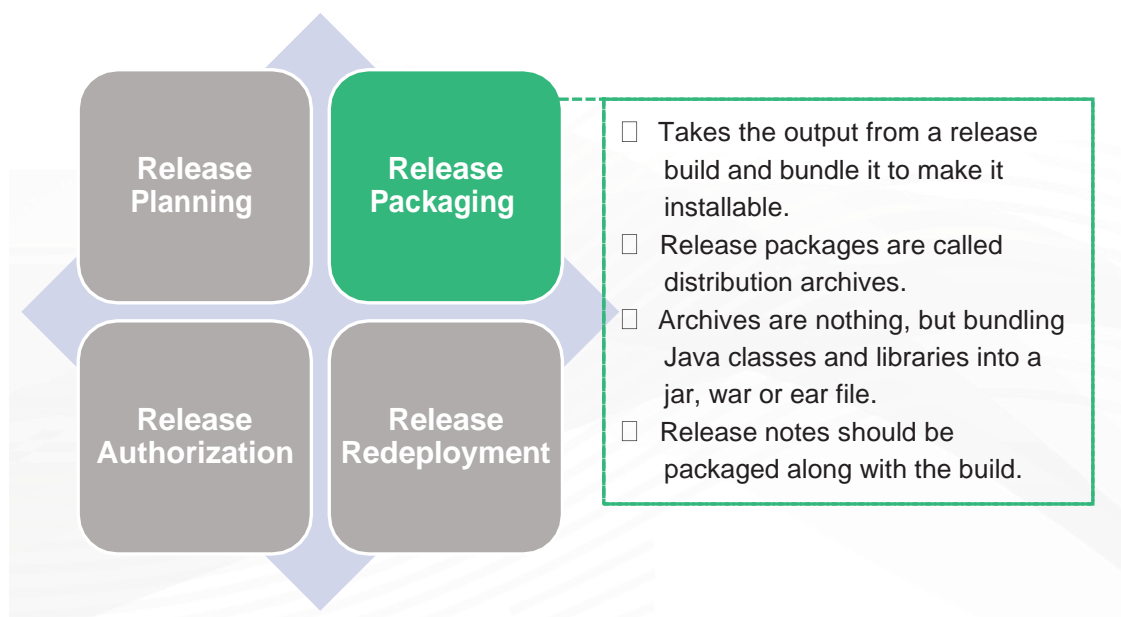 Release
Planning
Release
Packaging
Release
Authorization
Release
Redeployment
Takes the output from a release
build and bundle it to make it
installable.
Release packages are called
distribution archives.
Archives are nothing, but bundling
Java classes and libraries into a
jar, war or ear file.
Release notes should be
packaged along with the build.